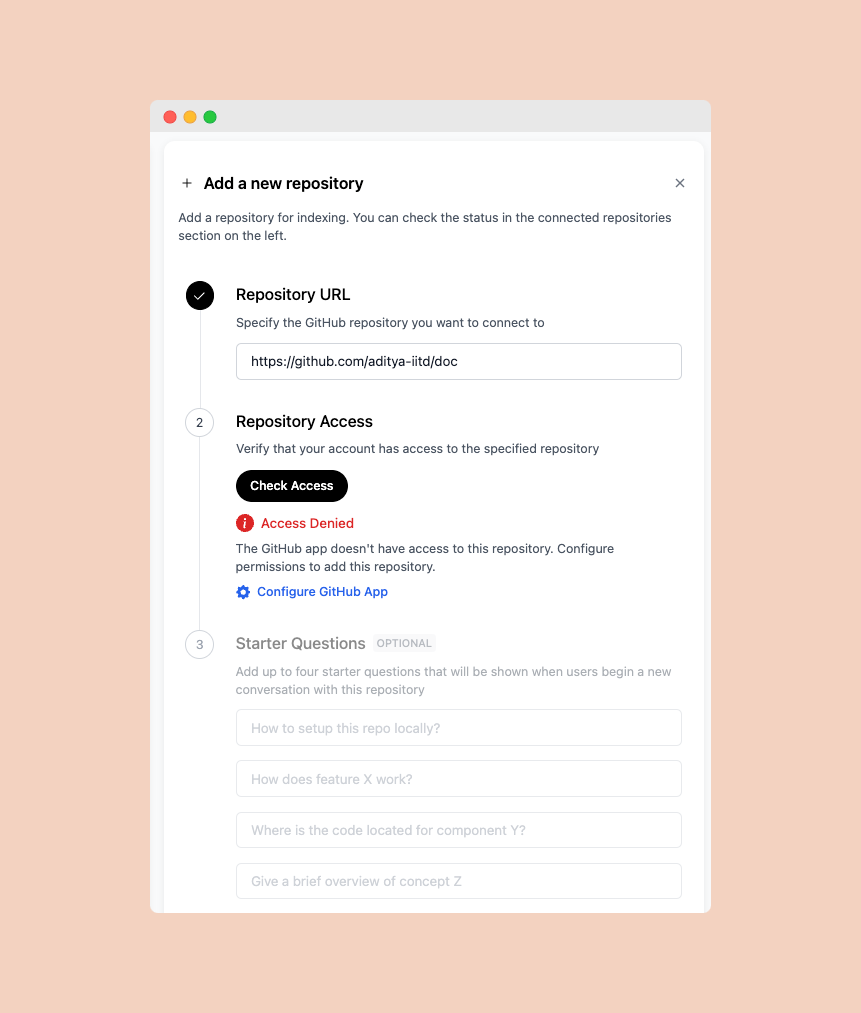 Add a new repository
Add a repository for indexing. You can check the status in the connected repositories
section on the left.
Repository URL
Specify the GitHub repository you want to connect to
https://github.com/aditya-iitd/doc
2
Repository Access
Verify that your account has access to the specified repository
Check Access
Access Denied
The GitHub app doesn't have access to this repository. Configure
permissions to add this repository.
Configure GitHub App
3
Starter Questions OPTIONAL
Add up to four starter questions that will be shown when users begin a new
conversation with this repository
How to setup this repo locally?
How does feature X work?
Where is the code located for component Y?
Give a brief overview of concept Z